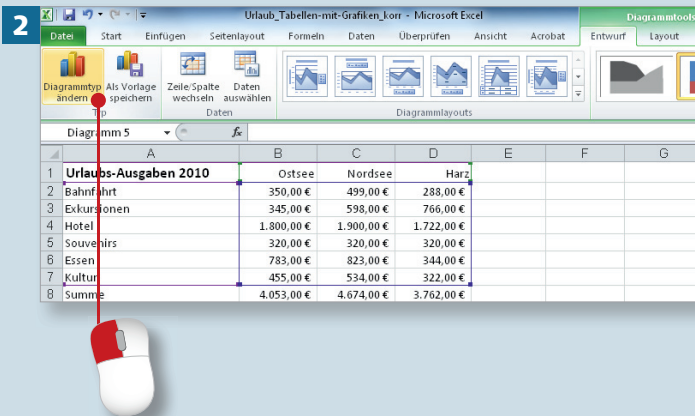 2
Urlaub_Tabellen-mit-Grafiken_korr - Microsoft Excel
Diagrammtools
Datei Start Einfügen Seitenlayout Formeln Daten Überprüfen Ansicht Acrobat Entwurf Layout
Diagrammtyp ändern
Als Vorlage speichern
Zeile/Spalte wechseln
Daten auswählen
Daten Diagrammlayouts
Diagramm 5 fx
A B C D E F G
1 Urlaubs-Ausgaben 2010 Ostsee Nordsee Harz
2 Bahnfahrt 350,00 € 499,00 € 288,00 €
3 Exkursionen 345,00 € 598,00 € 766,00 €
4 Hotel 1.800,00 € 1.900,00 € 1.722,00 €
5 Souvenirs 320,00 € 320,00 € 320,00 €
6 Essen 783,00 € 823,00 € 344,00 €
7 Kultur 455,00 € 534,00 € 322,00 €
8 Summe 4.053,00 € 4.674,00 € 3.762,00 €